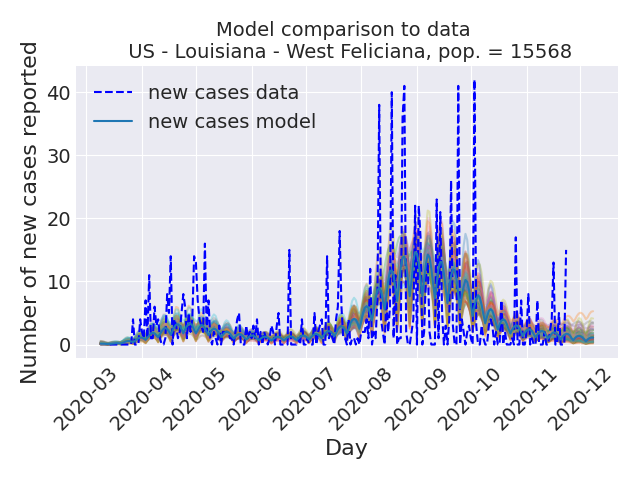 Model comparison to data
US - Louisiana - West Feliciana, pop. = 15568
Number of new cases reported
40
30
20
10
0
new cases data
new cases model
2020-03
2020-04
2020-05
2020-06
2020-07
2020-08
2020-09
2020-10
2020-11
2020-12
Day